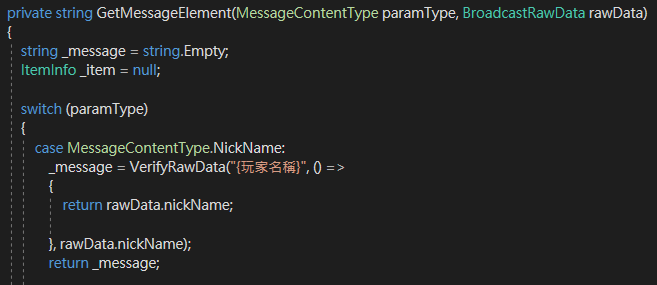 private string GetMessageElement(MessageContentType paramType, BroadcastRawData rawData)
{
string _message = string.Empty;
ItemInfo _item = null;
switch (paramType)
{
case MessageContentType.NickName:
_message = VerifyRawData("{玩家名稱}", () =>
{
return rawData.nickName;
}, rawData.nickName);
return _message;